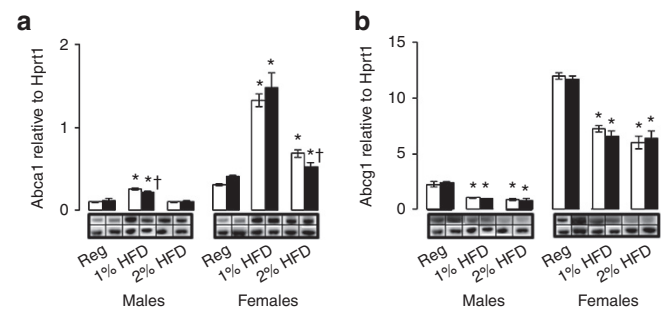 a
Abca1 relative to Hprt1
2
1
0
* *†
*
*
*
*†
Reg
1% HFD
2% HFD
Reg
1% HFD
2% HFD
Males
Females
b
Abcg1 relative to Hprt1
15
10
5
0
* *
* *
* *
* *
Reg
1% HFD
2% HFD
Reg
1% HFD
2% HFD
Males
Females